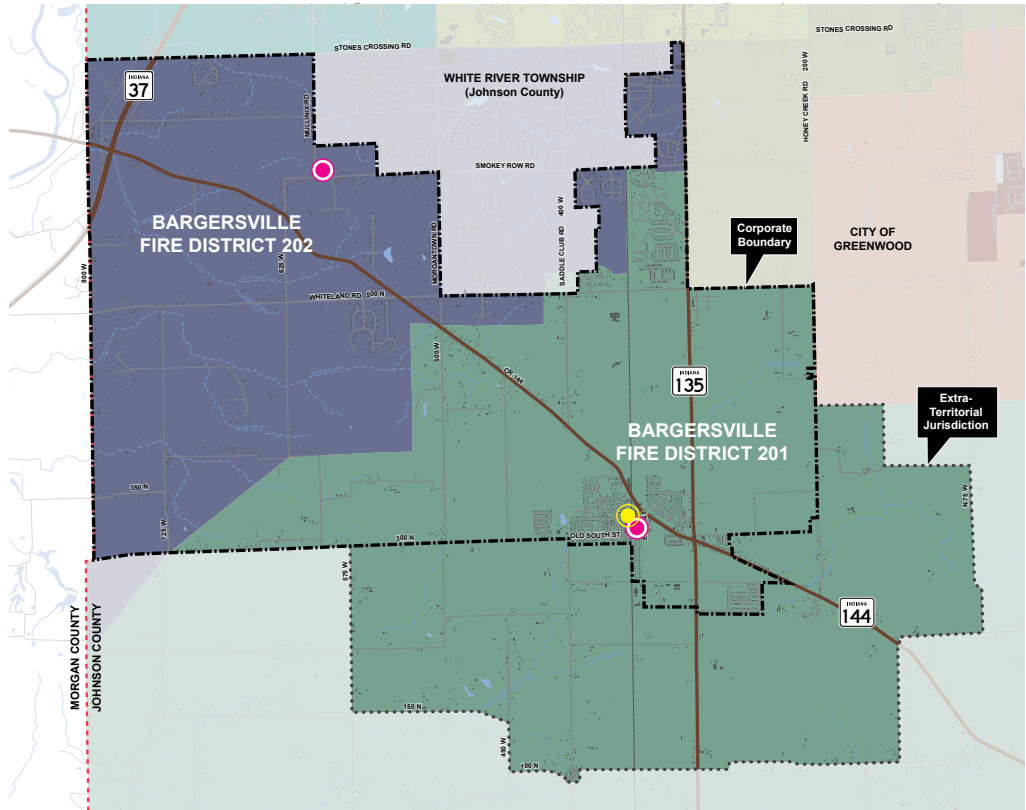 STONES CROSSING RD
STONES CROSSING RD
INDIANA
37
WHITE RIVER TOWNSHIP
(Johnson County)
MULLINIX RD
HONEY CREEK RD 200 W
SMOKEY ROW RD
BARGERSVILLE
FIRE DISTRICT 202
SADDLE CLUB RD 400 W
MORGANTOWN RD
Corporate
Boundary
CITY OF
GREENWOOD
800 W
625 W
WHITELAND RD 500 N
500 W
CR 144
INDIANA
135
Extra-
Territorial
Jurisdiction
BARGERSVILLE
FIRE DISTRICT 201
350 N
725 W
N 75 W
300 N
OLD SOUTH ST
575 W
INDIANA
144
MORGAN COUNTY
JOHNSON COUNTY
150 N
450 W
100 N